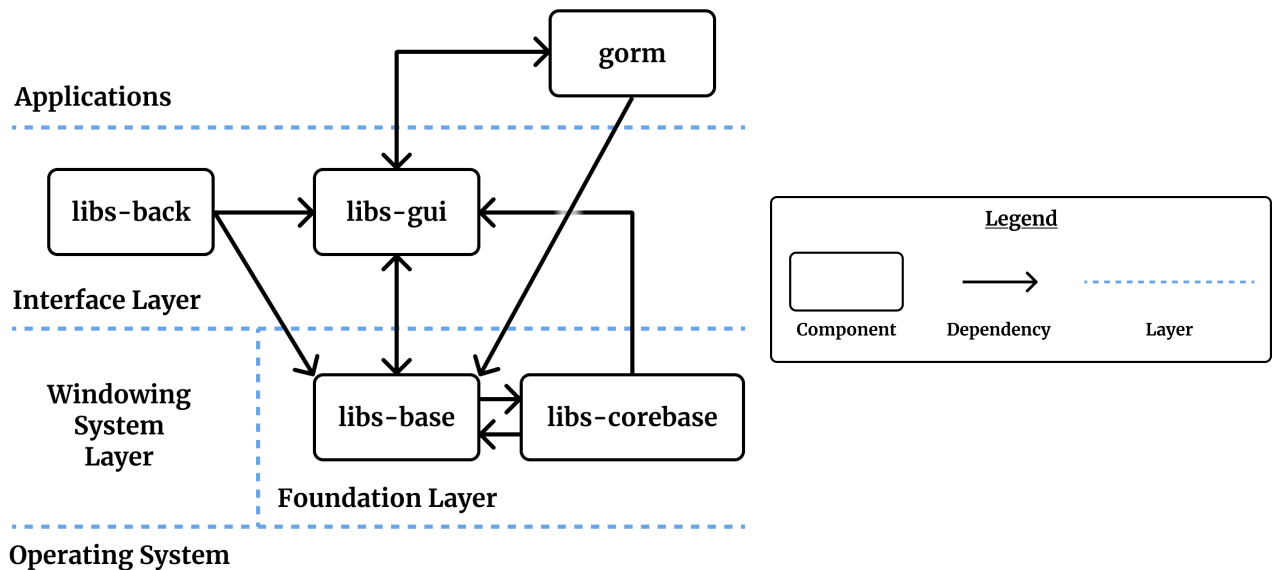 gorm
Applications
libs-back
libs-gui
Interface Layer
Windowing
System
Layer
libs-base
libs-corebase
Foundation Layer
Operating System
Legend
Component
Dependency
Layer